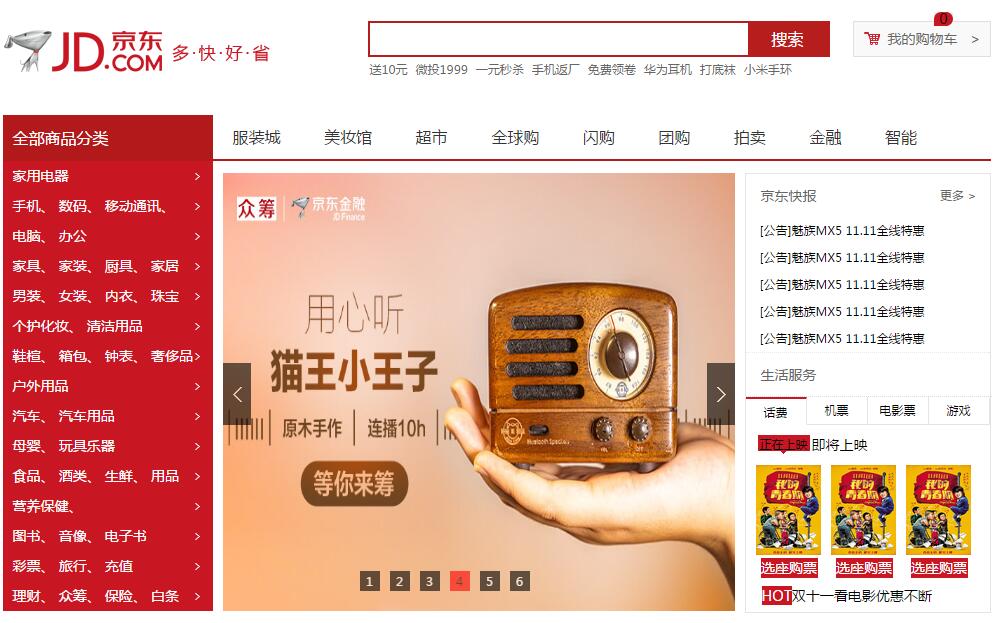 JD.COM 京东 多·快·好·省
搜索
0
我的购物车 >
送10元 微投1999 一元秒杀 手机返厂 免费领卷 华为耳机 打底袜 小米手环
全部商品分类
服装城 美妆馆 超市 全球购 闪购 团购 拍卖 金融 智能
家用电器 >
手机、 数码、 移动通讯、 >
电脑、 办公 >
家具、 家装、 厨具、 家居 >
男装、 女装、 内衣、 珠宝 >
个护化妆、 清洁用品 >
鞋楦、 箱包、 钟表、 奢侈品>
户外用品 >
汽车、 汽车用品 >
母婴、 玩具乐器 >
食品、 酒类、 生鲜、 用品 >
营养保健、 >
图书、 音像、 电子书 >
彩票、 旅行、 充值 >
理财、 众筹、 保险、 白条 >
众筹 京东金融
JD Finance
用心听
猫王小王子
原木手作 连播10h
等你来筹
< >
1 2 3 4 5 6
京东快报 更多 >
[公告]魅族MX5 11.11全线特惠
[公告]魅族MX5 11.11全线特惠
[公告]魅族MX5 11.11全线特惠
[公告]魅族MX5 11.11全线特惠
[公告]魅族MX5 11.11全线特惠
生活服务
话费 机票 电影票 游戏
正在上映 即将上映
我的青春期 我的青春期 我的青春期
选座购票 选座购票 选座购票
HOT双十一看电影优惠不断